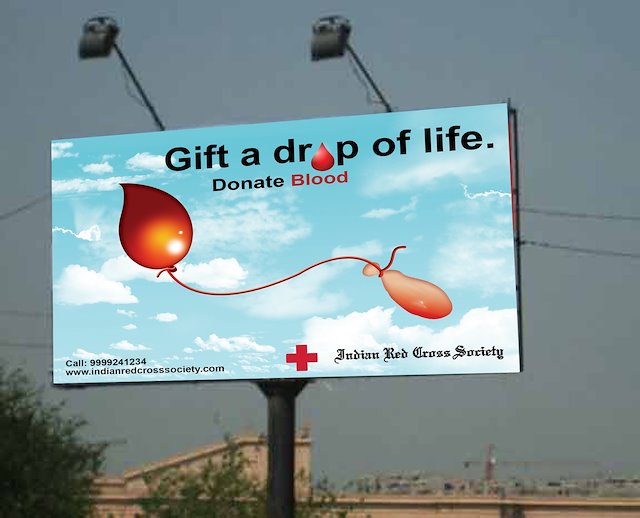 Gift a drop of life.
Donate Blood
Call: 9999241234
www.indianredcrosssociety.com
Indian Red Cross Society